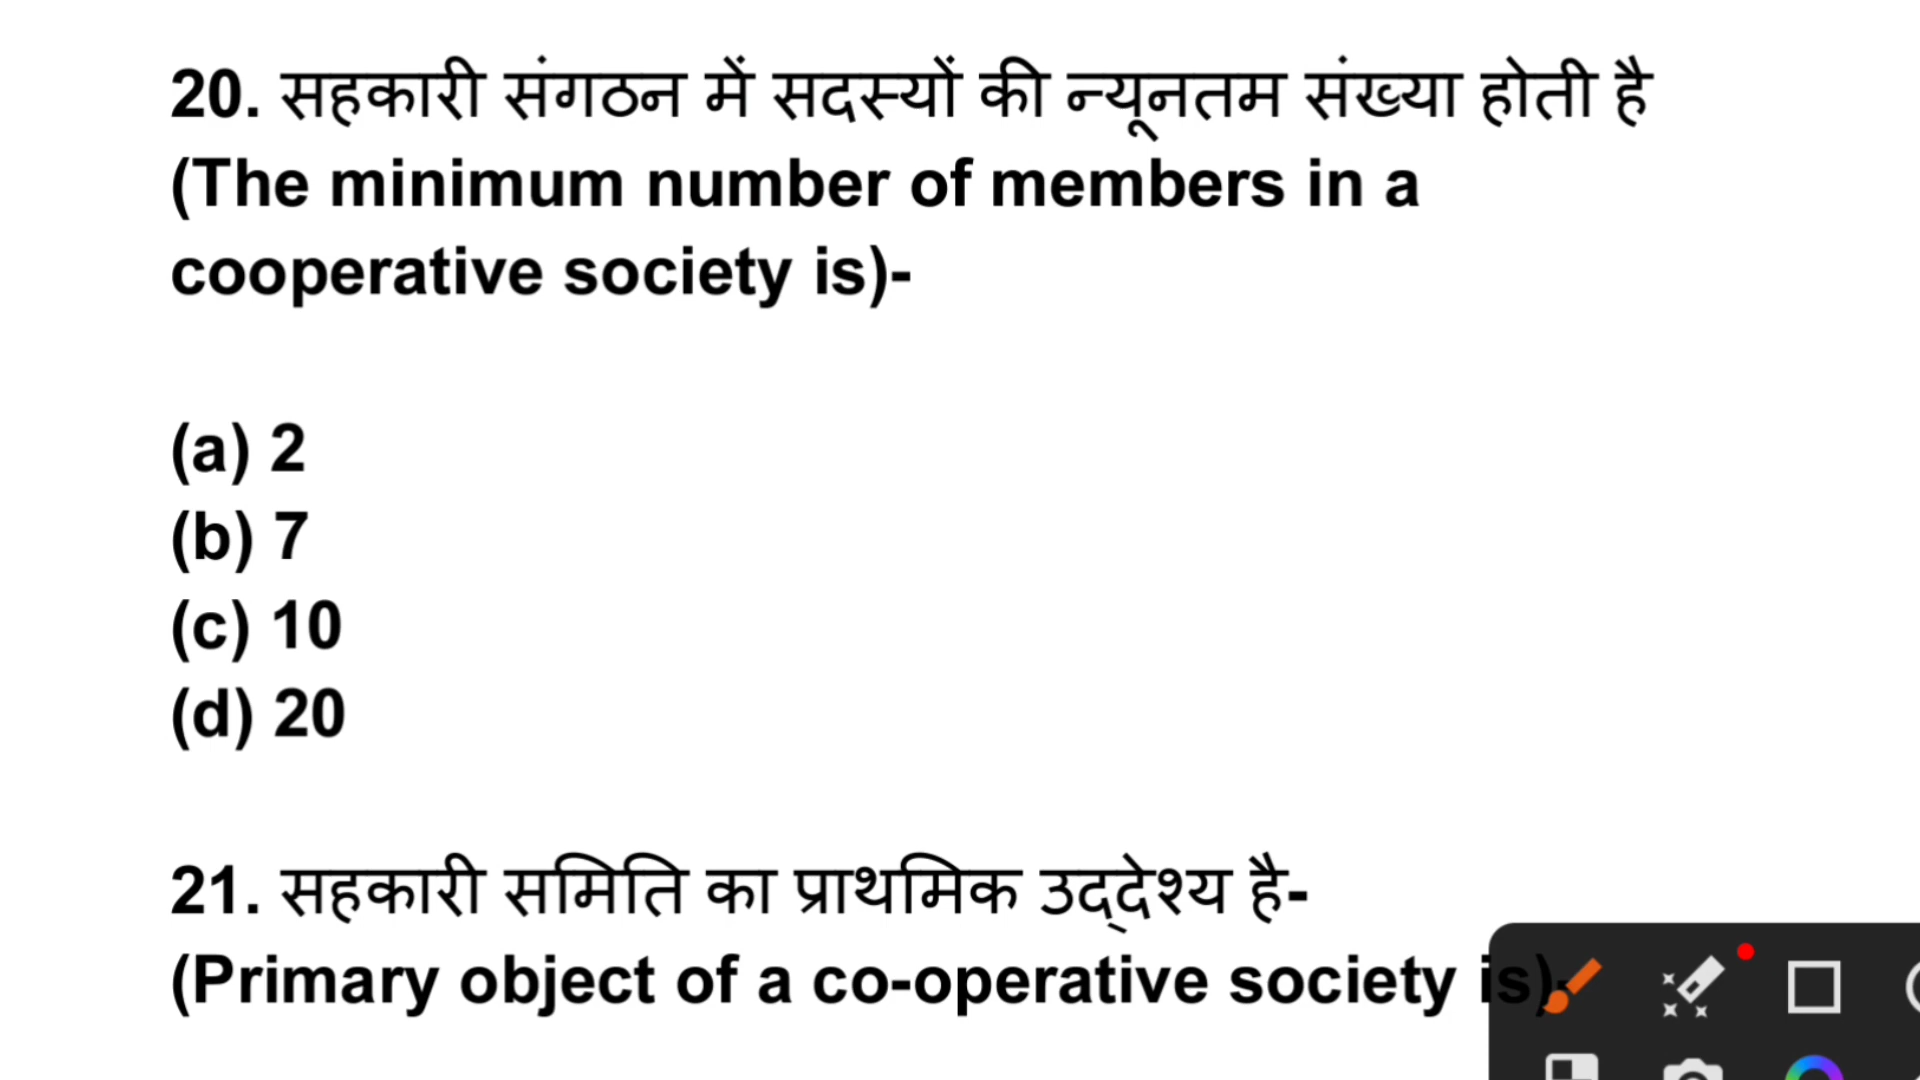 20. सहकारी संगठन में सदस्यों की न्यूनतम संख्या होती है
(The minimum number of members in a
cooperative society is)-
(a) 2
(b) 7
(c) 10
(d) 20
21. सहकारी समिति का प्राथमिक उद्देश्य है-
(Primary object of a co-operative society is)-